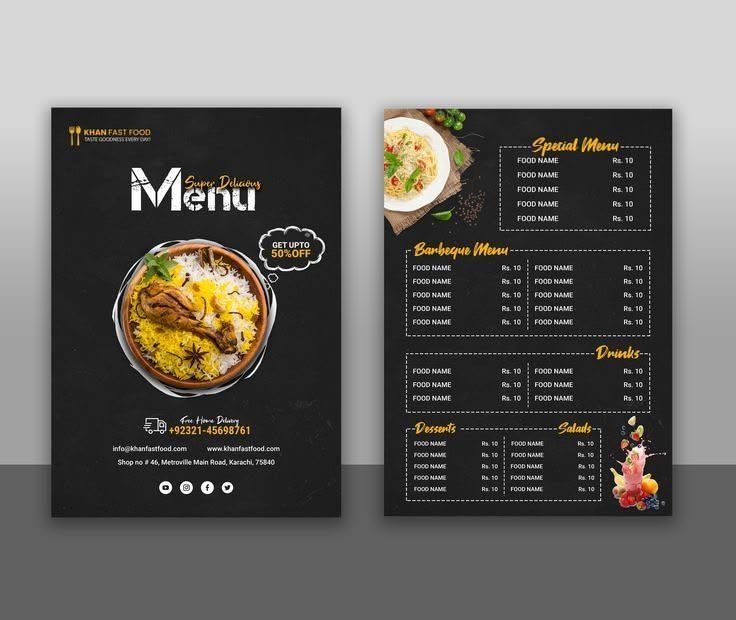 KHAN FAST FOOD
TASTE GOODNESS EVERY DAY!
Super Delicious
Menu
GET UPTO
50%OFF
Free Home Delivery
+92321-45698761
info@khanfastfood.com www.khanfastfood.com
Shop no # 46, Metroville Main Road, Karachi, 75840
Special Menu
FOOD NAME Rs. 10
FOOD NAME Rs. 10
FOOD NAME Rs. 10
FOOD NAME Rs. 10
FOOD NAME Rs. 10
Barbeque Menu
FOOD NAME Rs. 10 FOOD NAME Rs. 10
FOOD NAME Rs. 10 FOOD NAME Rs. 10
FOOD NAME Rs. 10 FOOD NAME Rs. 10
FOOD NAME Rs. 10 FOOD NAME Rs. 10
FOOD NAME Rs. 10 FOOD NAME Rs. 10
Drinks
FOOD NAME Rs. 10 FOOD NAME Rs. 10
FOOD NAME Rs. 10 FOOD NAME Rs. 10
FOOD NAME Rs. 10 FOOD NAME Rs. 10
Desserts Salads
FOOD NAME Rs. 10 FOOD NAME Rs. 10
FOOD NAME Rs. 10 FOOD NAME Rs. 10
FOOD NAME Rs. 10 FOOD NAME Rs. 10
FOOD NAME Rs. 10 FOOD NAME Rs. 10
FOOD NAME Rs. 10 FOOD NAME Rs. 10